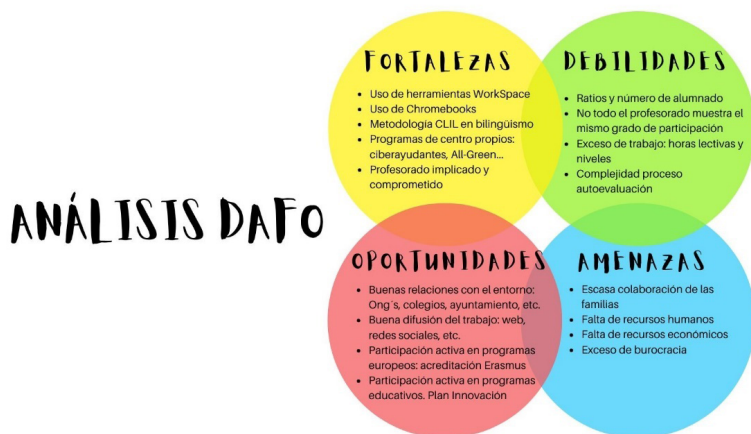 ANÁLISIS DAFO
FORTALEZAS
• Uso de herramientas WorkSpace
• Uso de Chromebooks
• Metodología CLIL en bilingüismo
• Programas de centro propios:
ciberayudantes, All-Green...
• Profesorado implicado y
comprometido
DEBILIDADES
• Ratios y número de alumnado
• No todo el profesorado muestra el
mismo grado de participación
• Exceso de trabajo: horas lectivas y
niveles
• Complejidad proceso
autoevaluación
OPORTUNIDADES
• Buenas relaciones con el entorno:
Ong´s, colegios, ayuntamiento, etc.
• Buena difusión del trabajo: web,
redes sociales, etc.
• Participación activa en programas
europeos: acreditación Erasmus
• Participación activa en programas
educativos. Plan Innovación
AMENAZAS
• Escasa colaboración de las
familias
• Falta de recursos humanos
• Falta de recursos económicos
• Exceso de burocracia